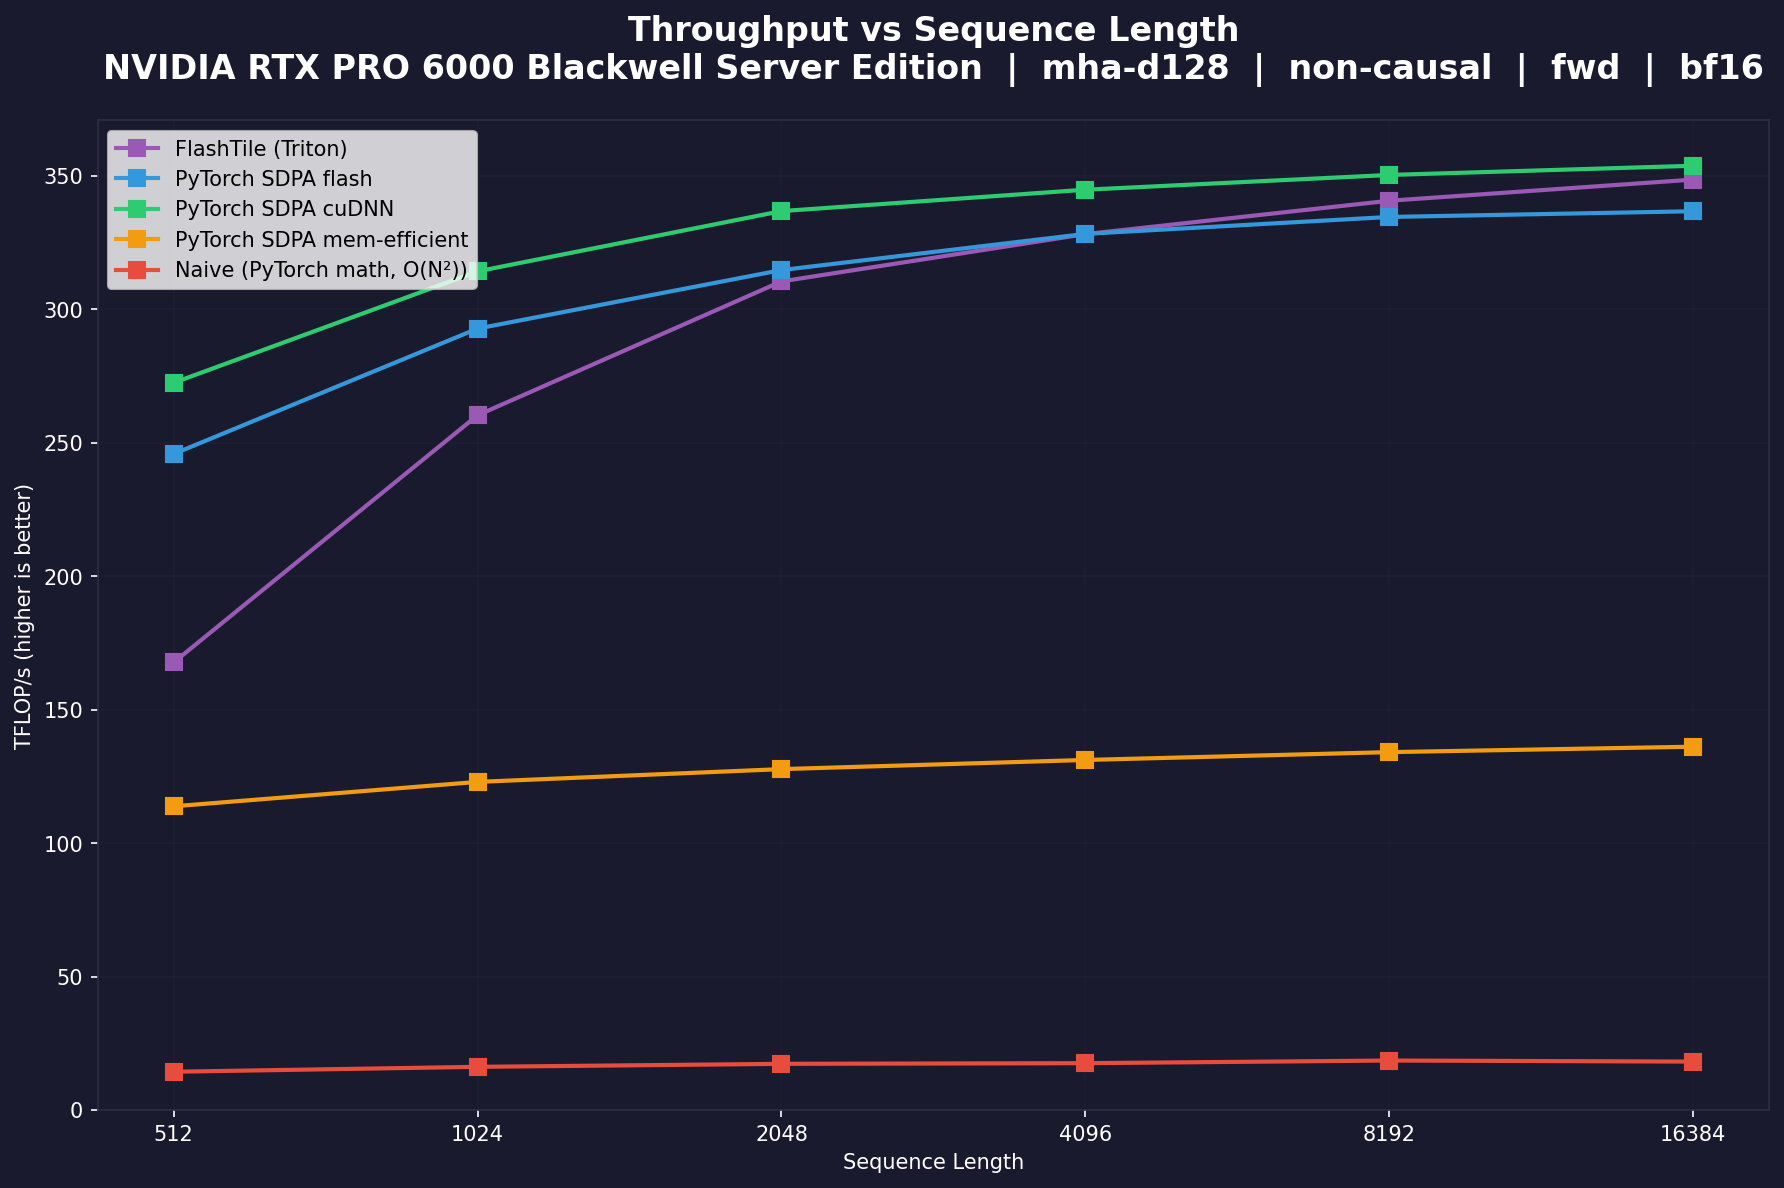 Throughput vs Sequence Length
NVIDIA RTX PRO 6000 Blackwell Server Edition | mha-d128 | non-causal | fwd | bf16
FlashTile (Triton)
PyTorch SDPA flash
PyTorch SDPA cuDNN
PyTorch SDPA mem-efficient
Naive (PyTorch math, O(N²))
TFLOP/s (higher is better)
350
300
250
200
150
100
50
0
512 1024 2048 4096 8192 16384
Sequence Length